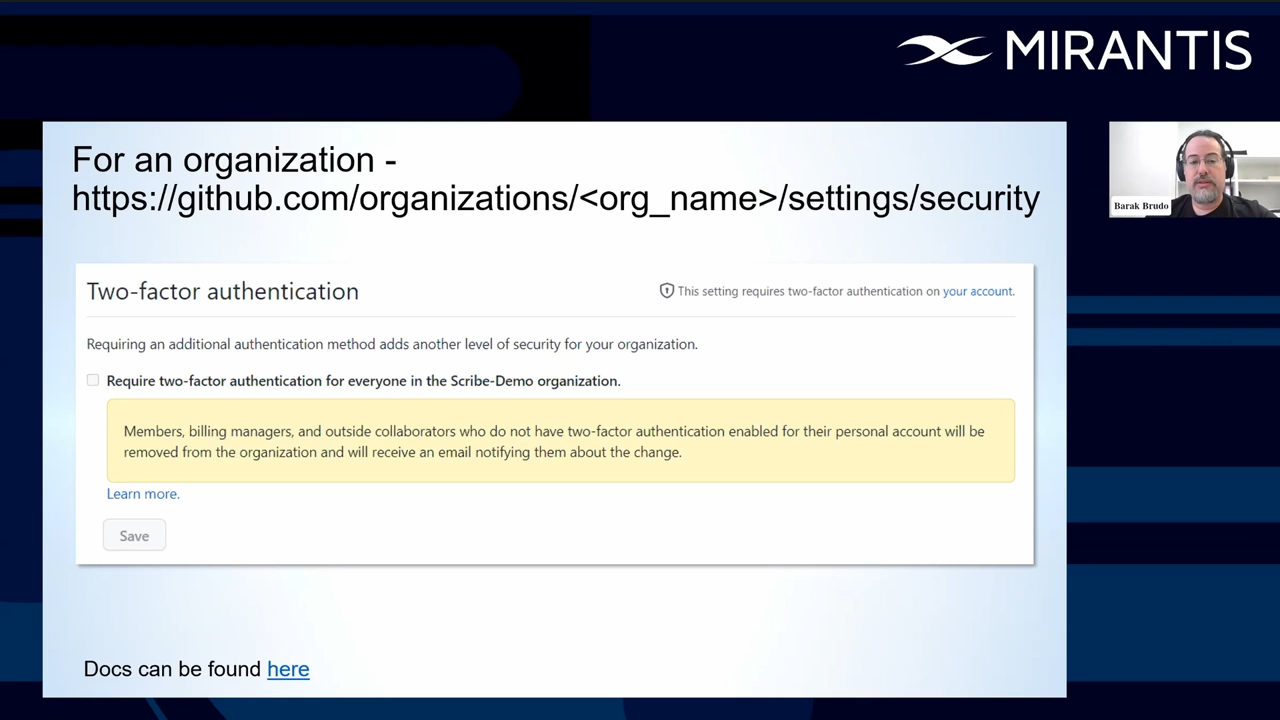 MIRANTIS
For an organization -
https://github.com/organizations/<org_name>/settings/security
Two-factor authentication
This setting requires two-factor authentication on your account.
Requiring an additional authentication method adds another level of security for your organization.
Require two-factor authentication for everyone in the Scribe-Demo organization.
Members, billing managers, and outside collaborators who do not have two-factor authentication enabled for their personal account will be
removed from the organization and will receive an email notifying them about the change.
Learn more.
Save
Docs can be found here
Barak Brudo